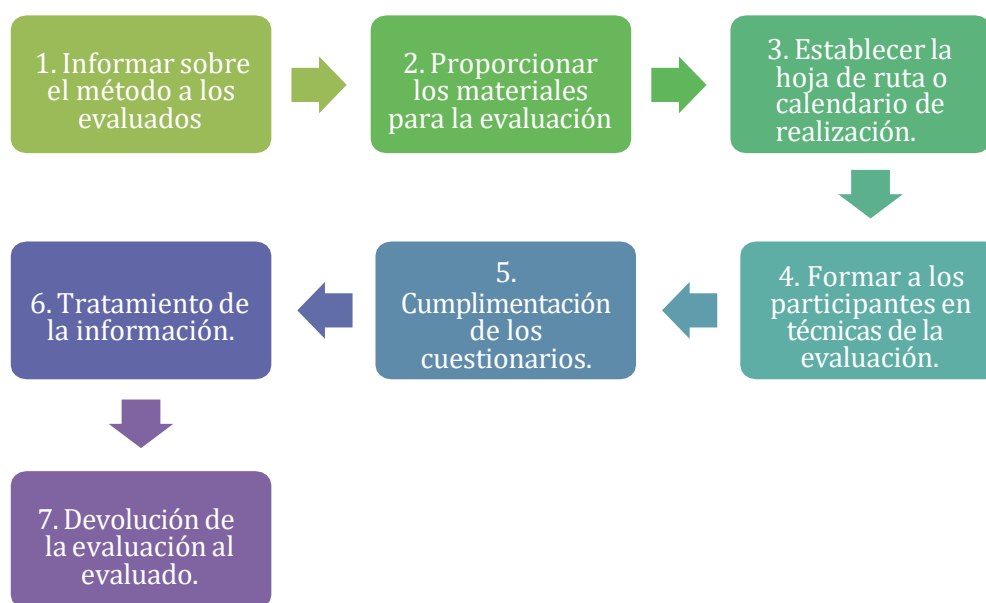 1. Informar sobre
el método a los
evaluados
2. Proporcionar
los materiales
para la evaluación
3. Establecer la
hoja de ruta o
calendario de
realización.
4. Formar a los
participantes en
técnicas de la
evaluación.
5.
Cumplimentación
de los
cuestionarios.
6. Tratamiento de
la información.
7. Devolución de
la evaluación al
evaluado.